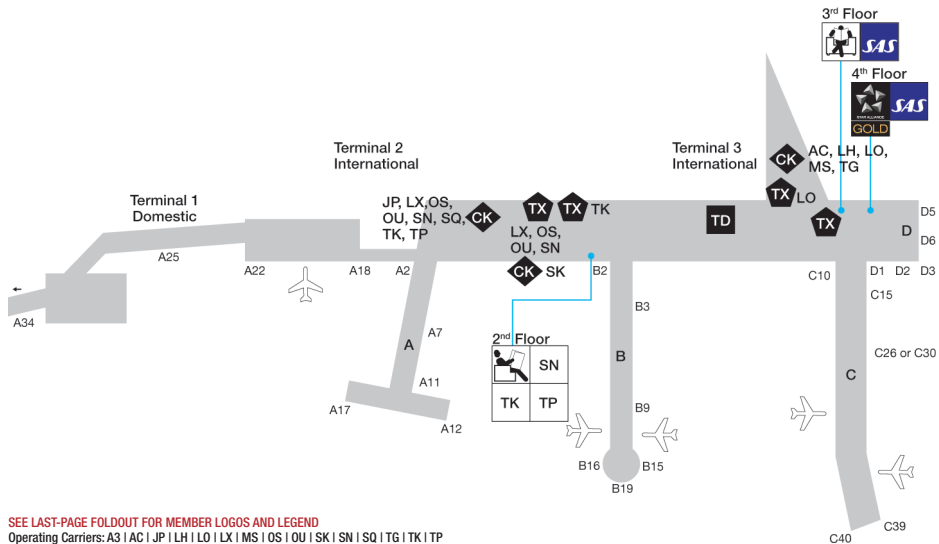 3rd Floor
SAS
4th Floor
STAR ALLIANCE
SAS
GOLD
Terminal 2
International
Terminal 3
International
CK
AC, LH, LO,
MS, TG
Terminal 1
Domestic
JP, LX,OS,
OU, SN, SQ,
TK, TP
CK
TX
TX
TK
TX
LO
TD
TX
D
D5
D6
LX, OS,
OU, SN
CK
SK
A25
A22
A18
A2
B2
C10
D1
D2
D3
C15
A34
A7
B3
2nd Floor
A
B
C
SN
TK
TP
C26 or C30
A11
A17
A12
B9
B16
B15
B19
C39
C40
SEE LAST-PAGE FOLDOUT FOR MEMBER LOGOS AND LEGEND
Operating Carriers: A3 | AC | JP | LH | LO | LX | MS | OS | OU | SK | SN | SQ | TG | TK | TP